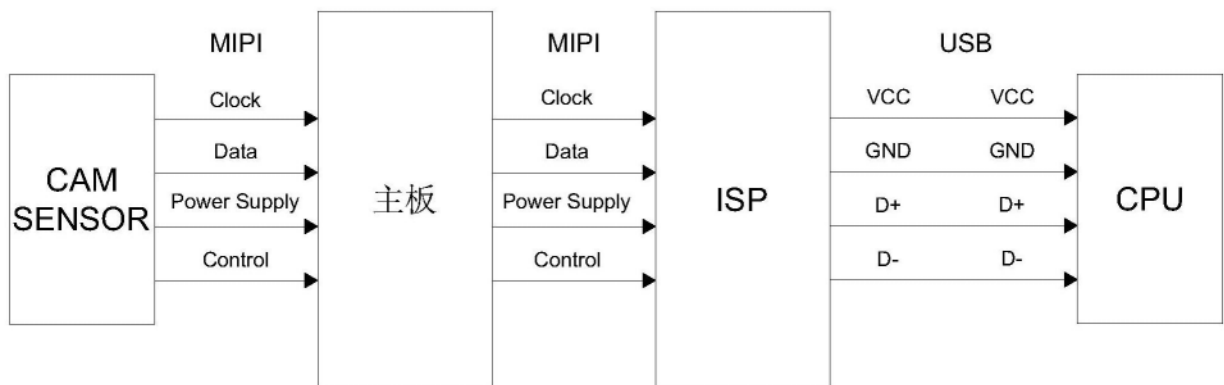 MIPI
MIPI
USB
CAM
SENSOR
Clock
Data
Power Supply
Control
主板
Clock
Data
Power Supply
Control
ISP
VCC VCC
GND GND
D+ D+
D- D-
CPU